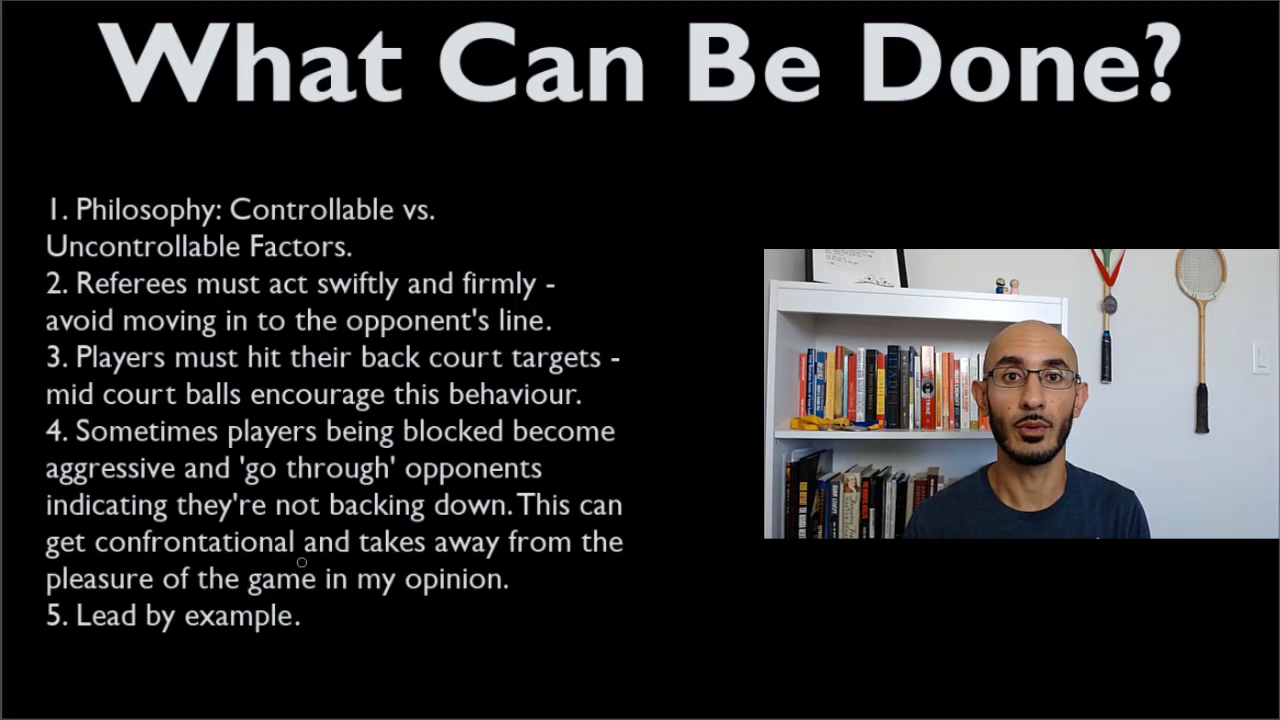 What Can Be Done?
1. Philosophy: Controllable vs.
Uncontrollable Factors.
2. Referees must act swiftly and firmly -
avoid moving in to the opponent's line.
3. Players must hit their back court targets -
mid court balls encourage this behaviour.
4. Sometimes players being blocked become
aggressive and 'go through' opponents
indicating they're not backing down. This can
get confrontational and takes away from the
pleasure of the game in my opinion.
5. Lead by example.